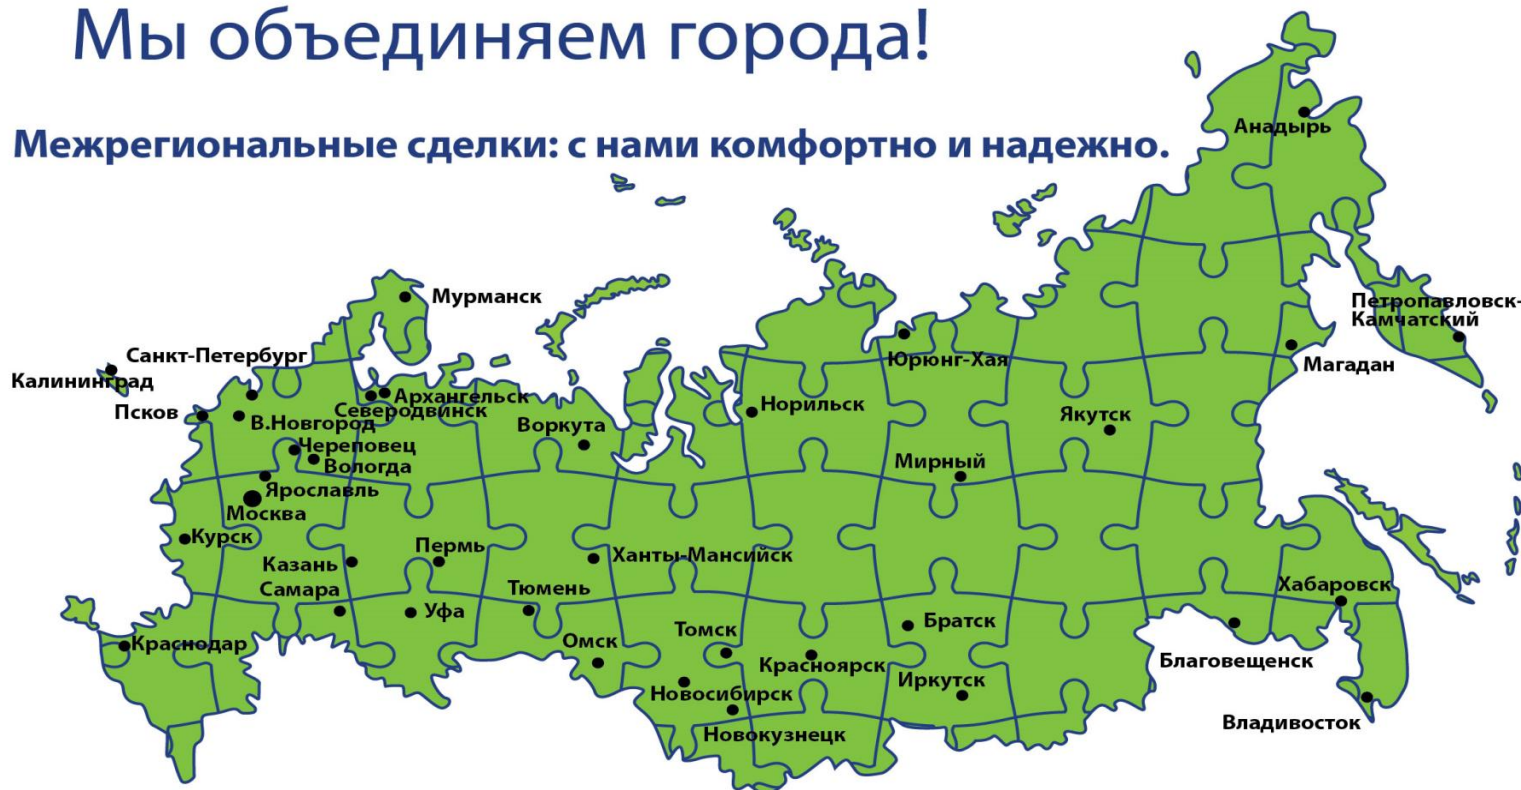 Мы объединяем города!
Межрегиональные сделки: с нами комфортно и надежно.
Анадырь
Мурманск
Петропавловск-
Камчатский
Санкт-Петербург
Юрюнг-Хая
Магадан
Калининград
Архангельск
Северодвинск
Норильск
Псков
В.Новгород
Воркута
Якутск
Череповец
Вологда
Мирный
Ярославль
Москва
Курск
Пермь
Ханты-Мансийск
Казань
Самара
Тюмень
Хабаровск
Уфа
Братск
Томск
Краснодар
Омск
Красноярск
Благовещенск
Иркутск
Новосибирск
Владивосток
Новокузнецк